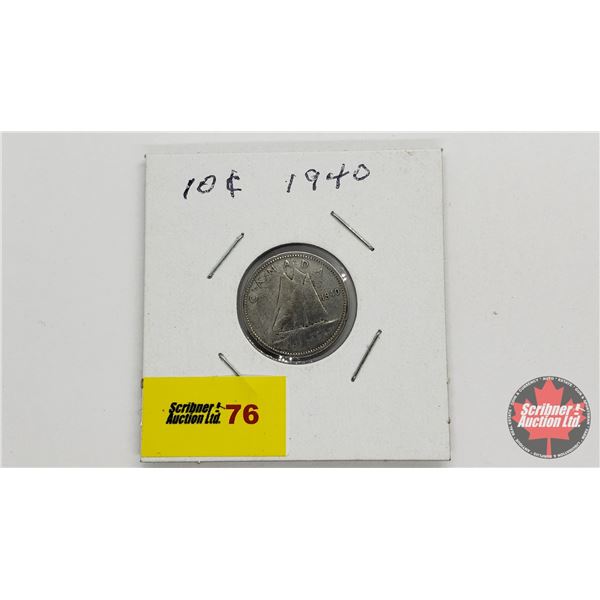 10¢ 1940
CANADA
1940
Scribner
Auction Ltd.
76
Scribner
Auction Ltd.